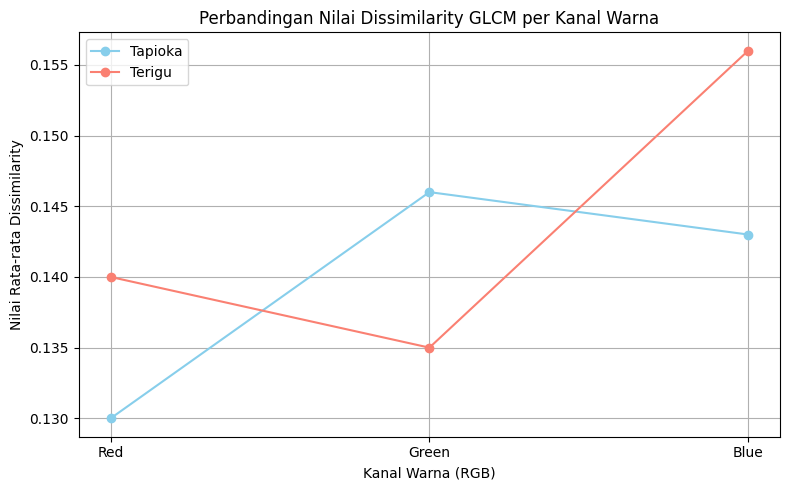 Perbandingan Nilai Dissimilarity GLCM per Kanal Warna
Tapioka
Terigu
Nilai Rata-rata Dissimilarity
0.155
0.150
0.145
0.140
0.135
0.130
Red Green Blue
Kanal Warna (RGB)